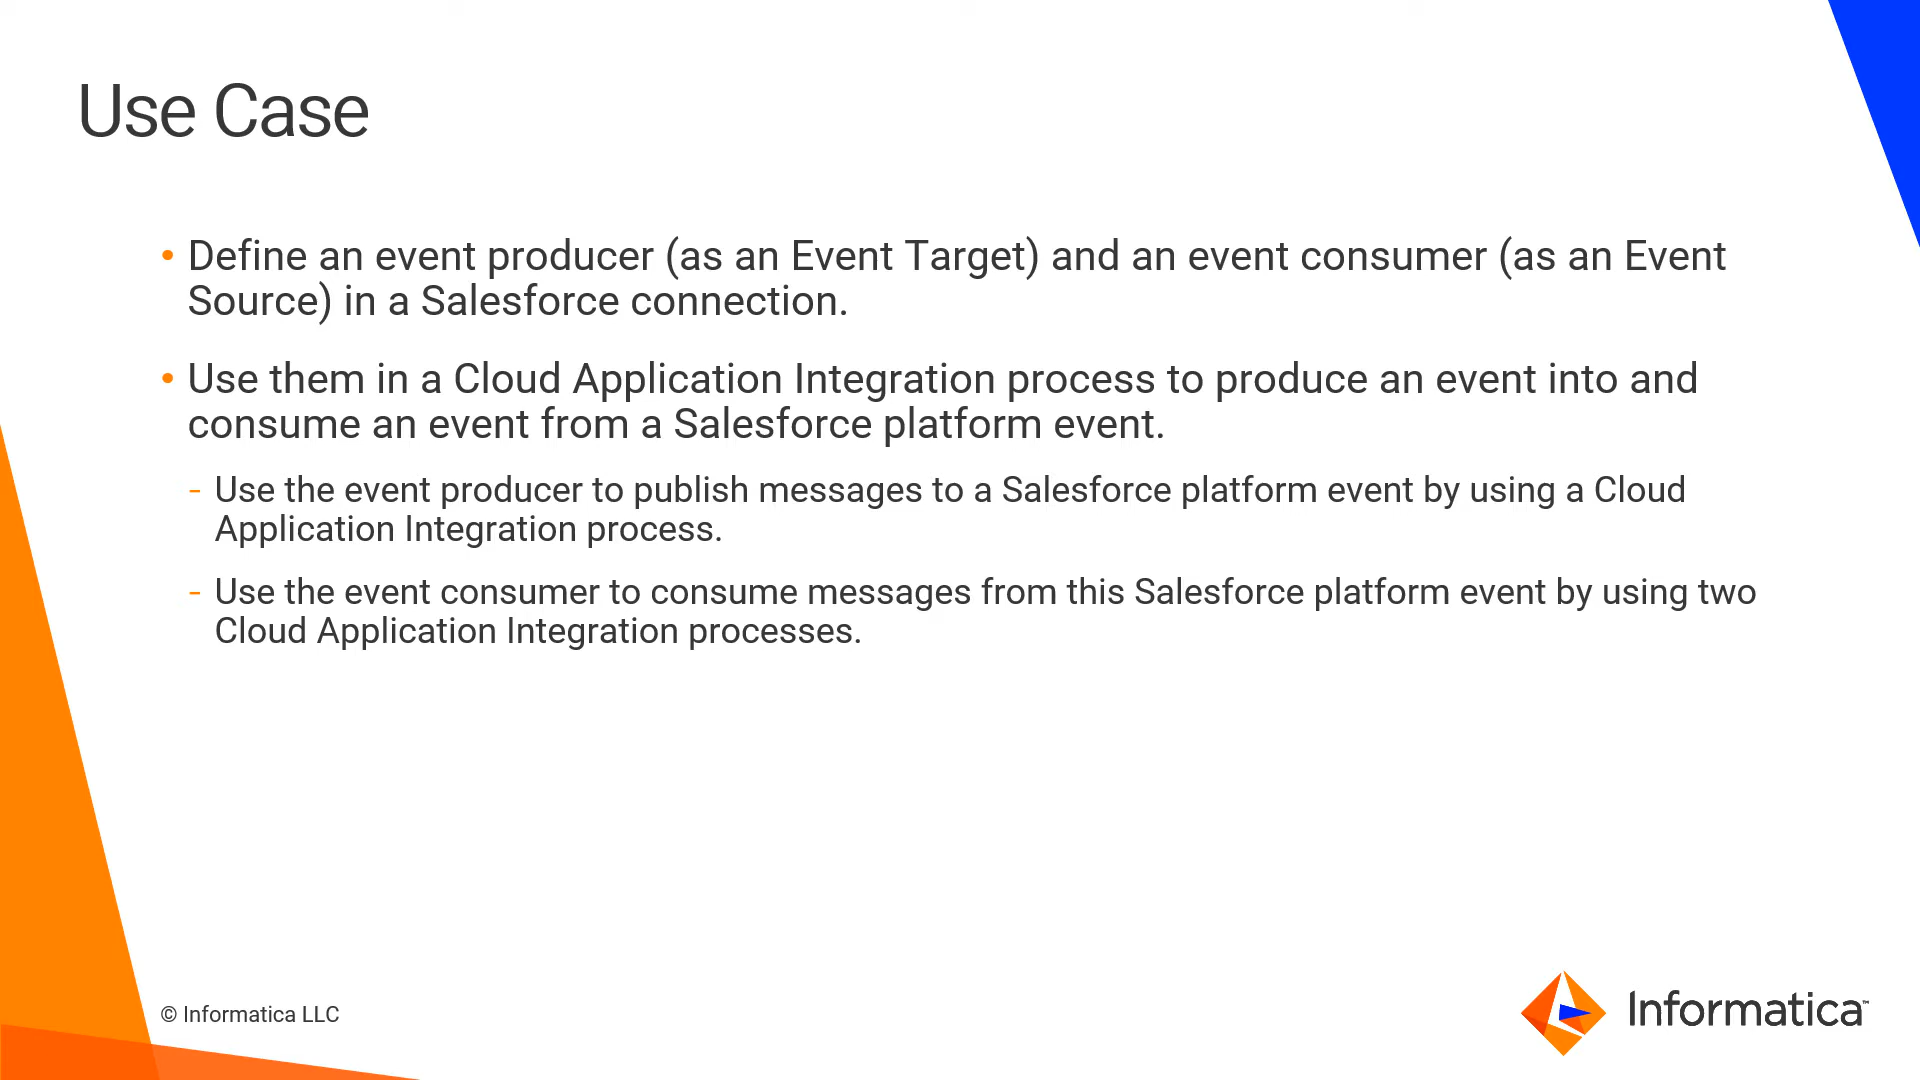 Use Case
• Define an event producer (as an Event Target) and an event consumer (as an Event
Source) in a Salesforce connection.
• Use them in a Cloud Application Integration process to produce an event into and
consume an event from a Salesforce platform event.
- Use the event producer to publish messages to a Salesforce platform event by using a Cloud
Application Integration process.
- Use the event consumer to consume messages from this Salesforce platform event by using two
Cloud Application Integration processes.
© Informatica LLC
Informatica™